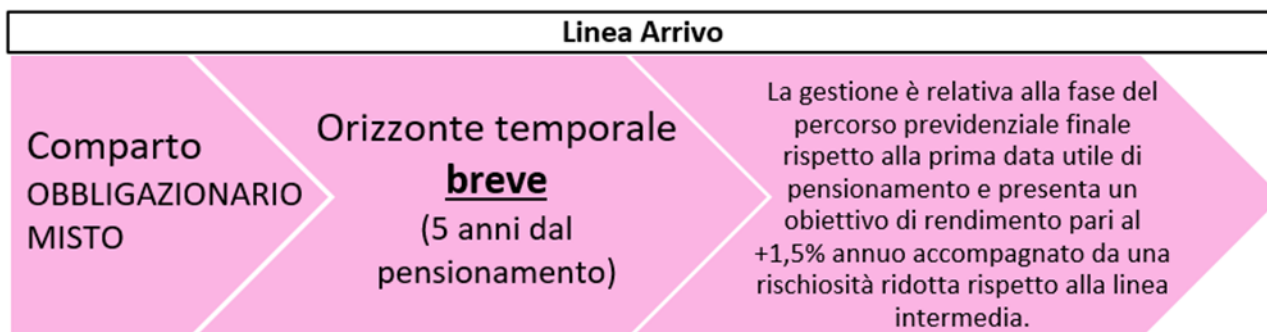 Linea Arrivo
Comparto
OBBLIGAZIONARIO
MISTO
Orizzonte temporale
breve
(5 anni dal
pensionamento)
La gestione è relativa alla fase del
percorso previdenziale finale
rispetto alla prima data utile di
pensionamento e presenta un
obiettivo di rendimento pari al
+1,5% annuo accompagnato da una
rischiosità ridotta rispetto alla linea
intermedia.